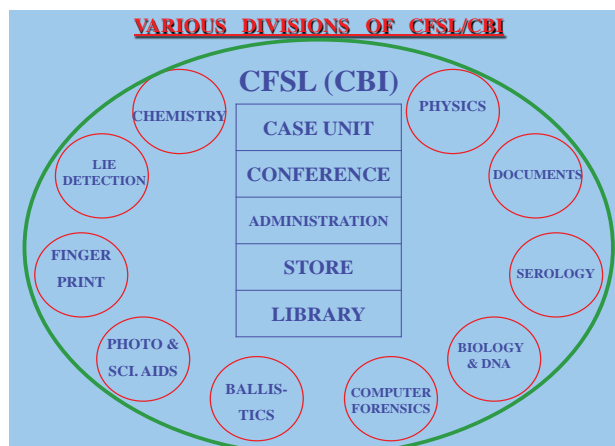 VARIOUS DIVISIONS OF CFSL/CBI
CFSL (CBI)
CASE UNIT
CONFERENCE
ADMINISTRATION
STORE
LIBRARY
CHEMISTRY
LIE
DETECTION
FINGER
PRINT
PHOTO &
SCI. AIDS
BALLIS-
TICS
COMPUTER
FORENSICS
BIOLOGY
& DNA
SEROLOGY
DOCUMENTS
PHYSICS